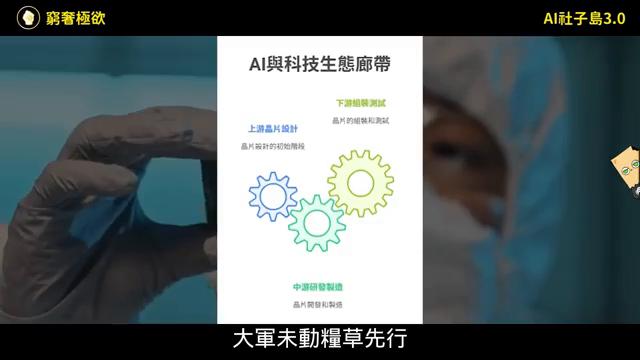 窮奢極欲
AI社子島3.0
AI與科技生態廊帶
下游組裝測試
晶片的組裝和測試
上游晶片設計
晶片設計的初始階段
中游研發製造
晶片開發和製造
大軍未動糧草先行